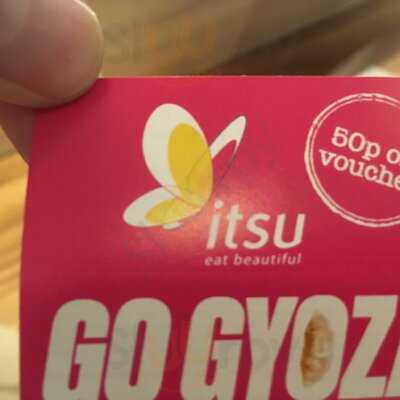 50p o
vouche
itsu
eat beautiful
GO GYOZ